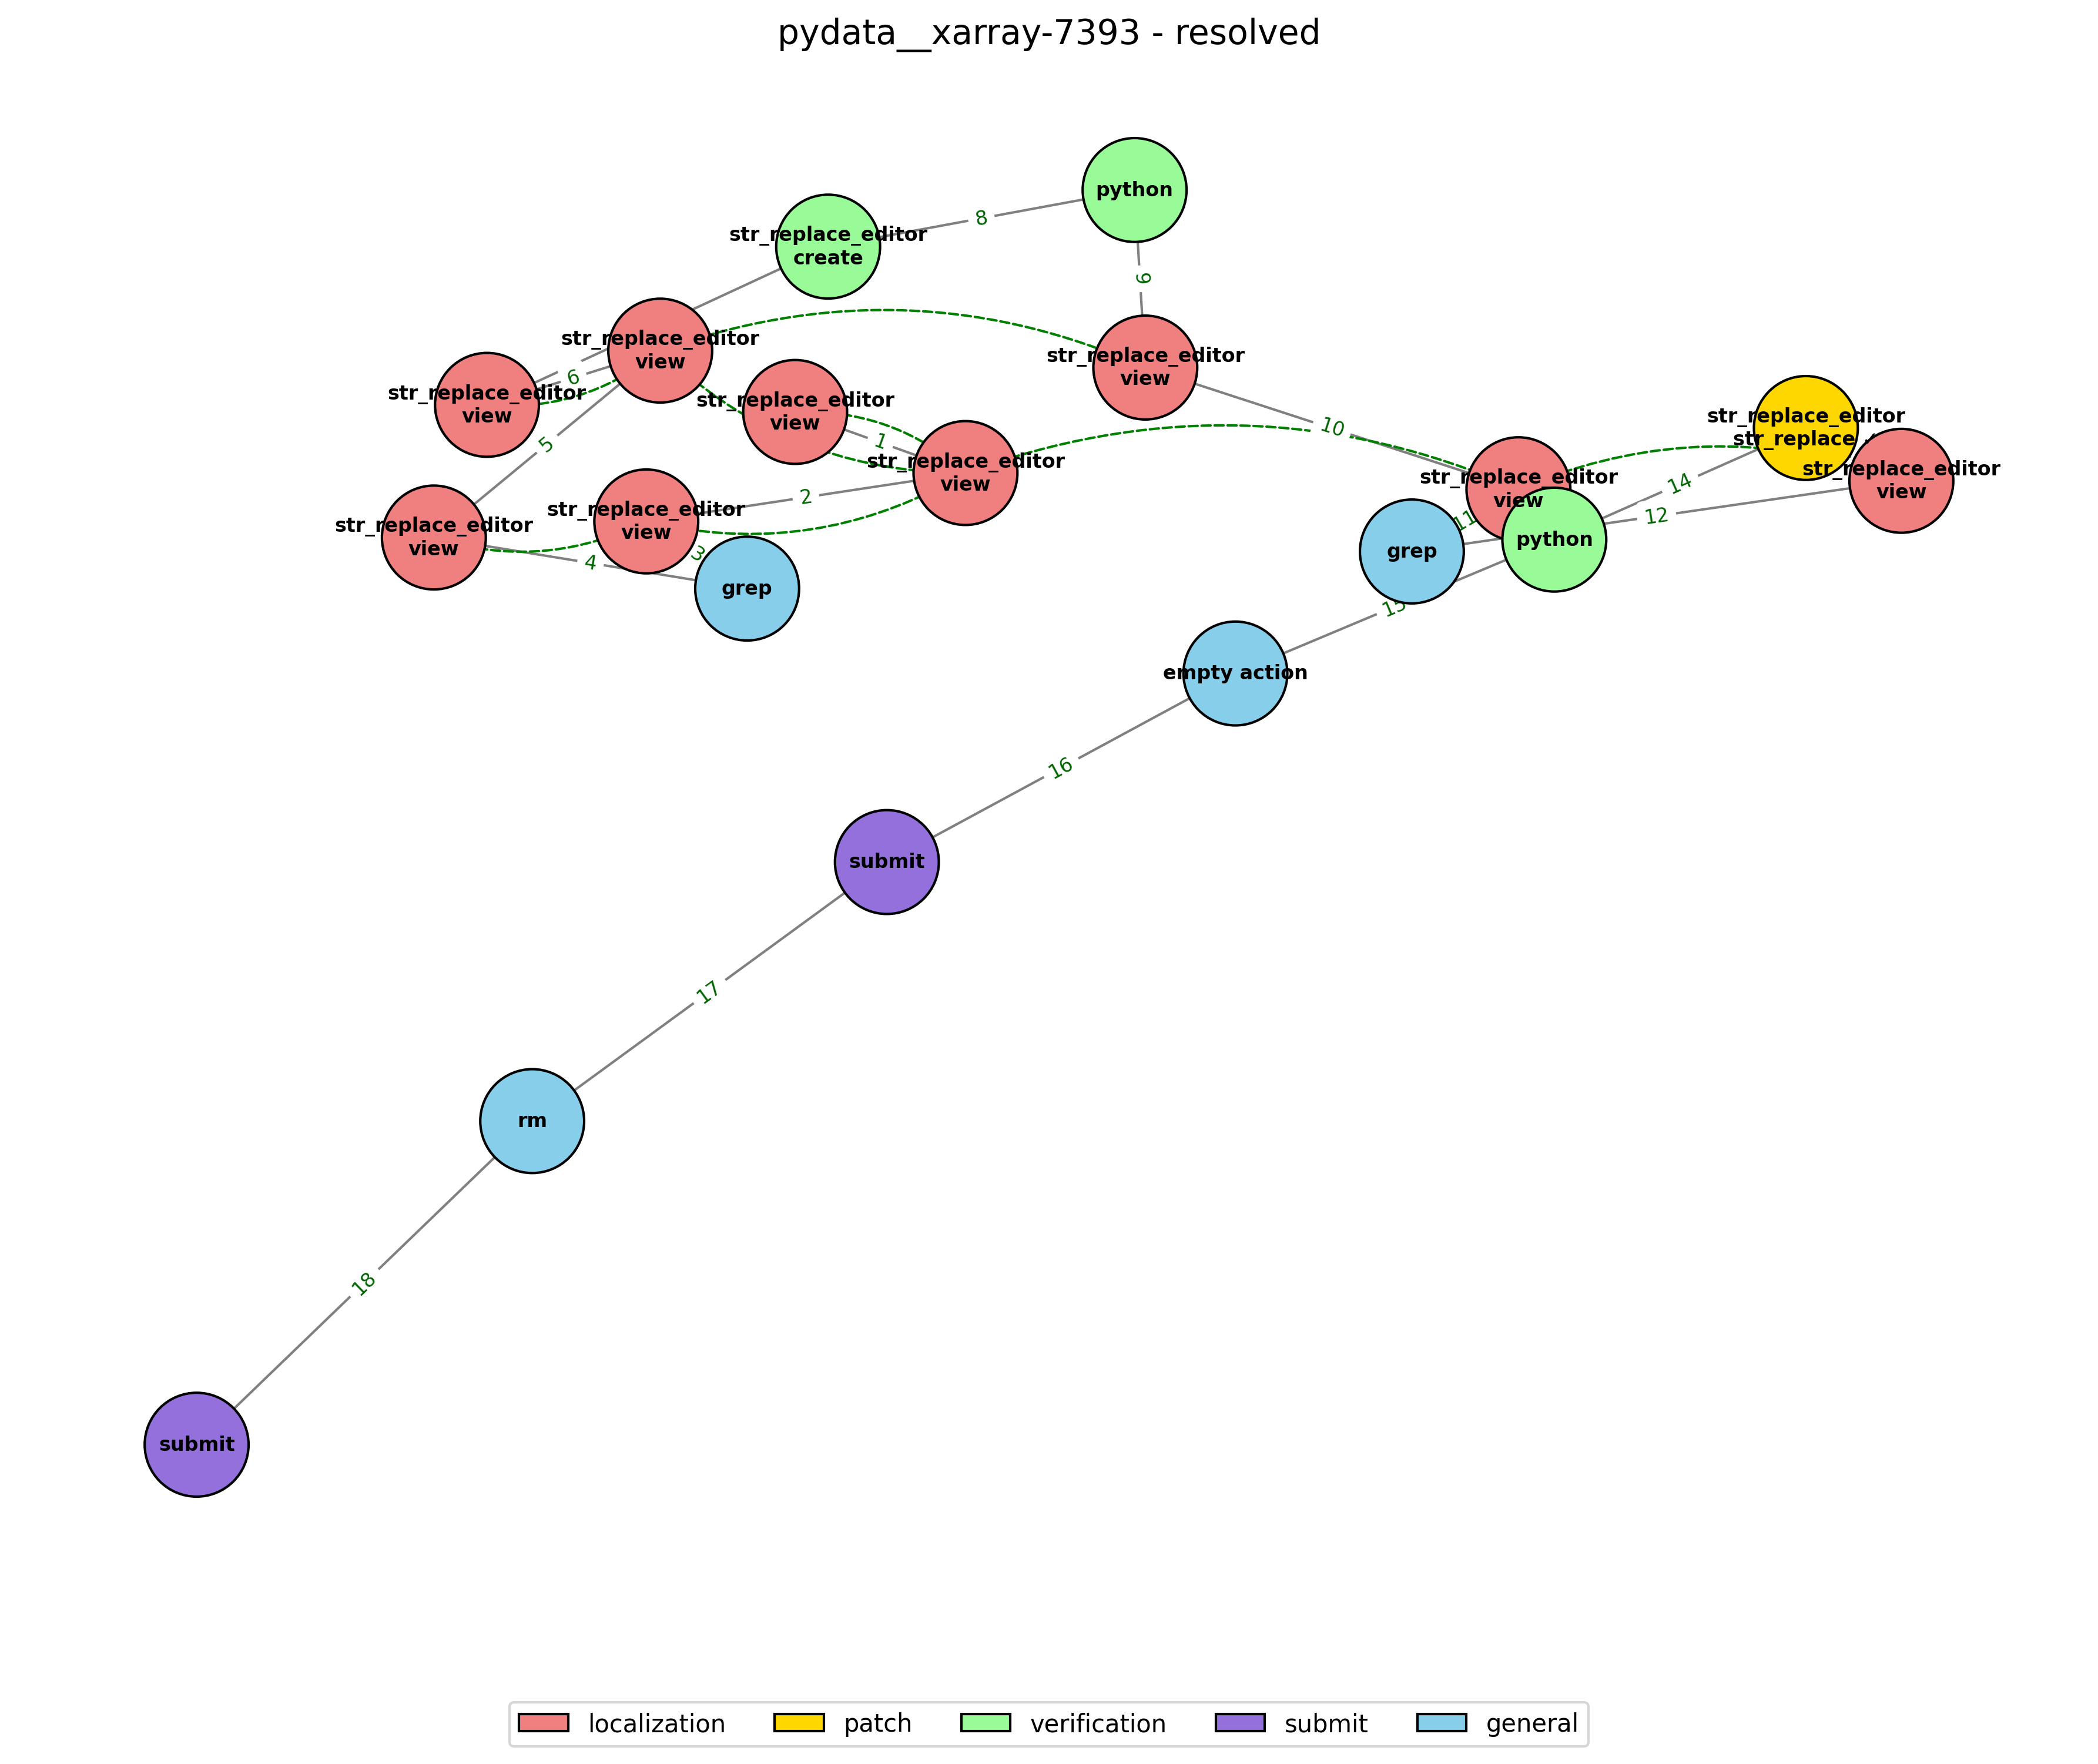 pydata__xarray-7393 - resolved
python
8
str_replace_editor
create
9
str_replace_editor
view
str_replace_editor
view
6
str_replace_editor
view
str_replace_editor
view
1
str_replace_editor
view
5
10
str_replace_editor
str_replace
str_replace_editor
view
str_replace_editor
view
14
12
2
str_replace_editor
view
str_replace_editor
view
11
grep
python
3
4
grep
15
empty action
16
submit
17
rm
18
submit
localization
patch
verification
submit
general